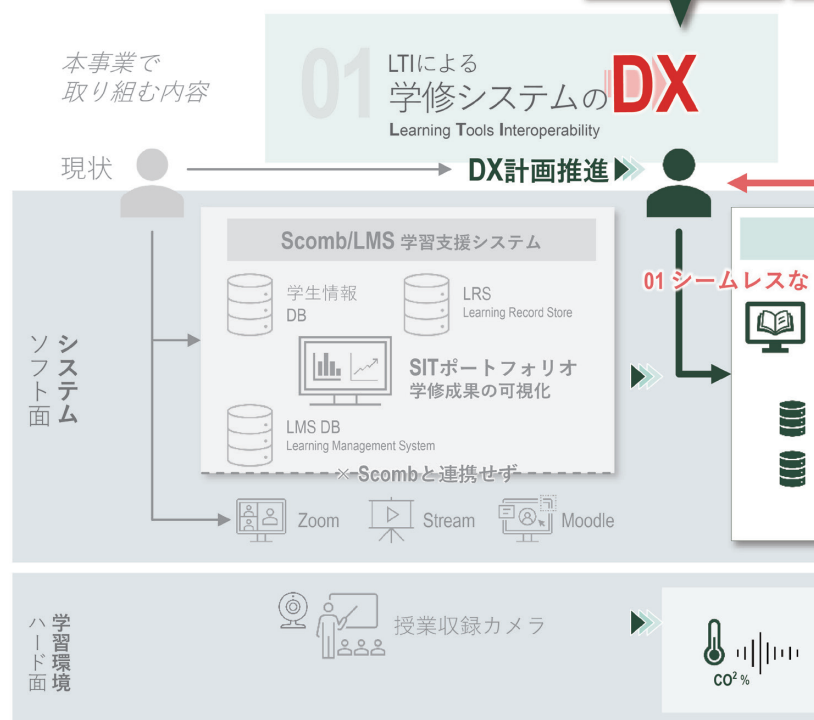 本事業で
取り組む内容
01
LTIによる
学修システムのDX
Learning Tools Interoperability
現状
DX計画推進
Scomb/LMS 学習支援システム
学生情報
DB
LRS
Learning Record Store
SITポートフォリオ
学修成果の可視化
LMS DB
Learning Management System
× Scombと連携せず
Zoom
Stream
Moodle
システム
ソフト面
01 シームレスな
学習環境
ハード面
授業収録カメラ
CO² %